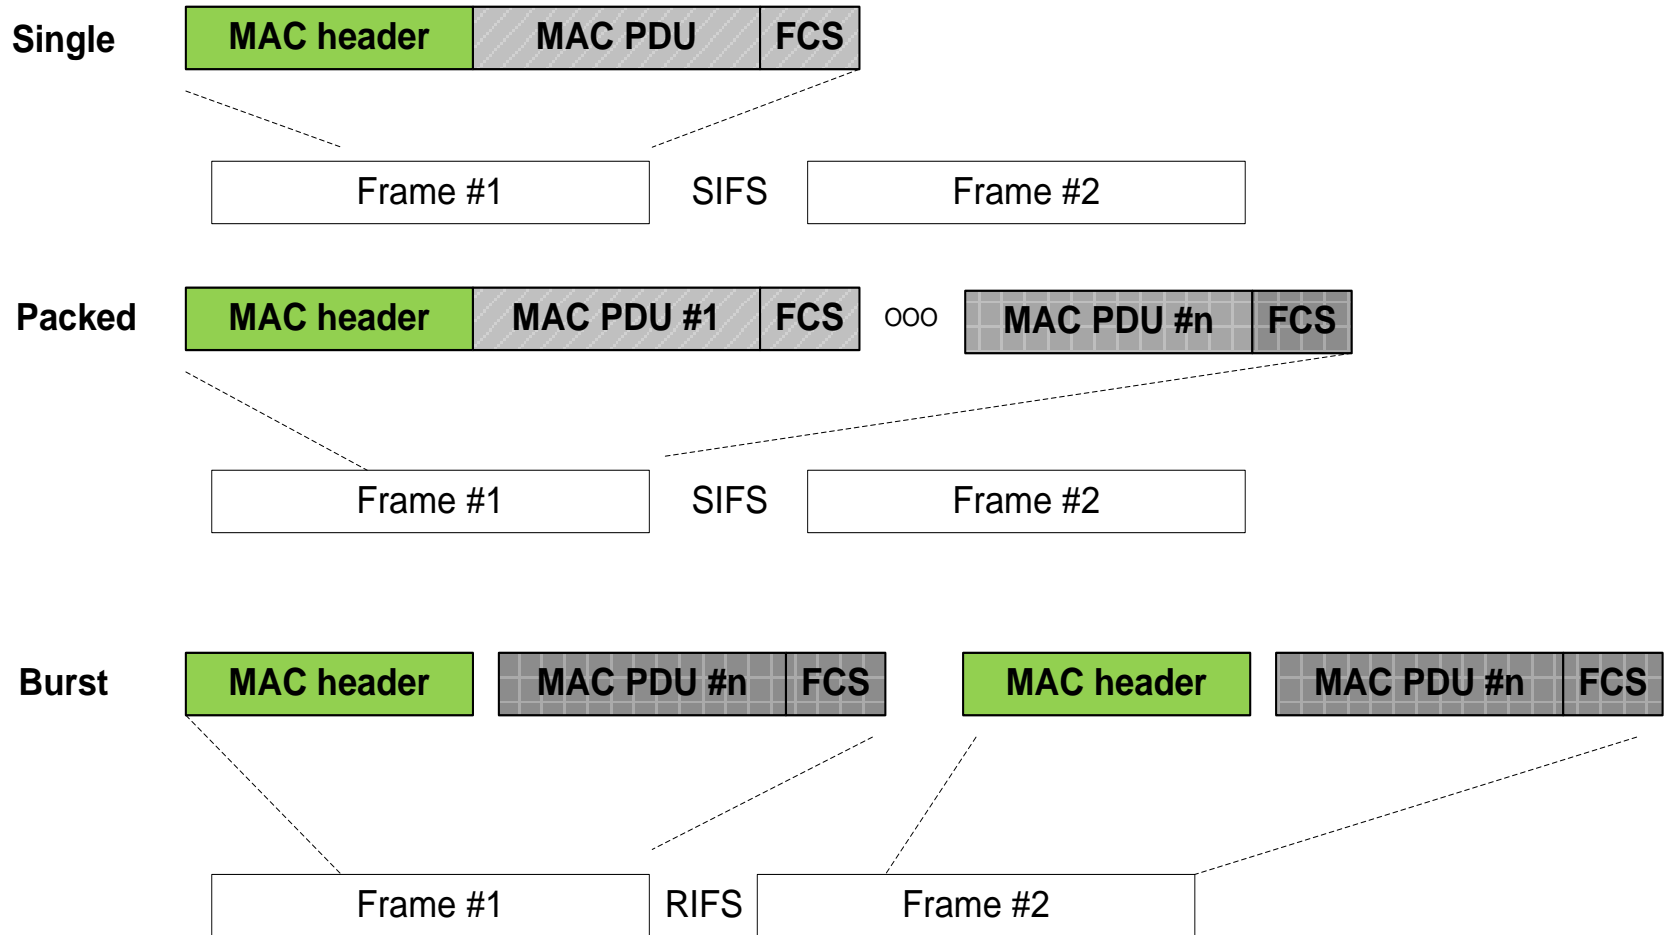 Single MAC header MAC PDU FCS
Frame #1 SIFS Frame #2
Packed MAC header MAC PDU #1 FCS ooo MAC PDU #n FCS
Frame #1 SIFS Frame #2
Burst MAC header MAC PDU #n FCS MAC header MAC PDU #n FCS
Frame #1 RIFS Frame #2